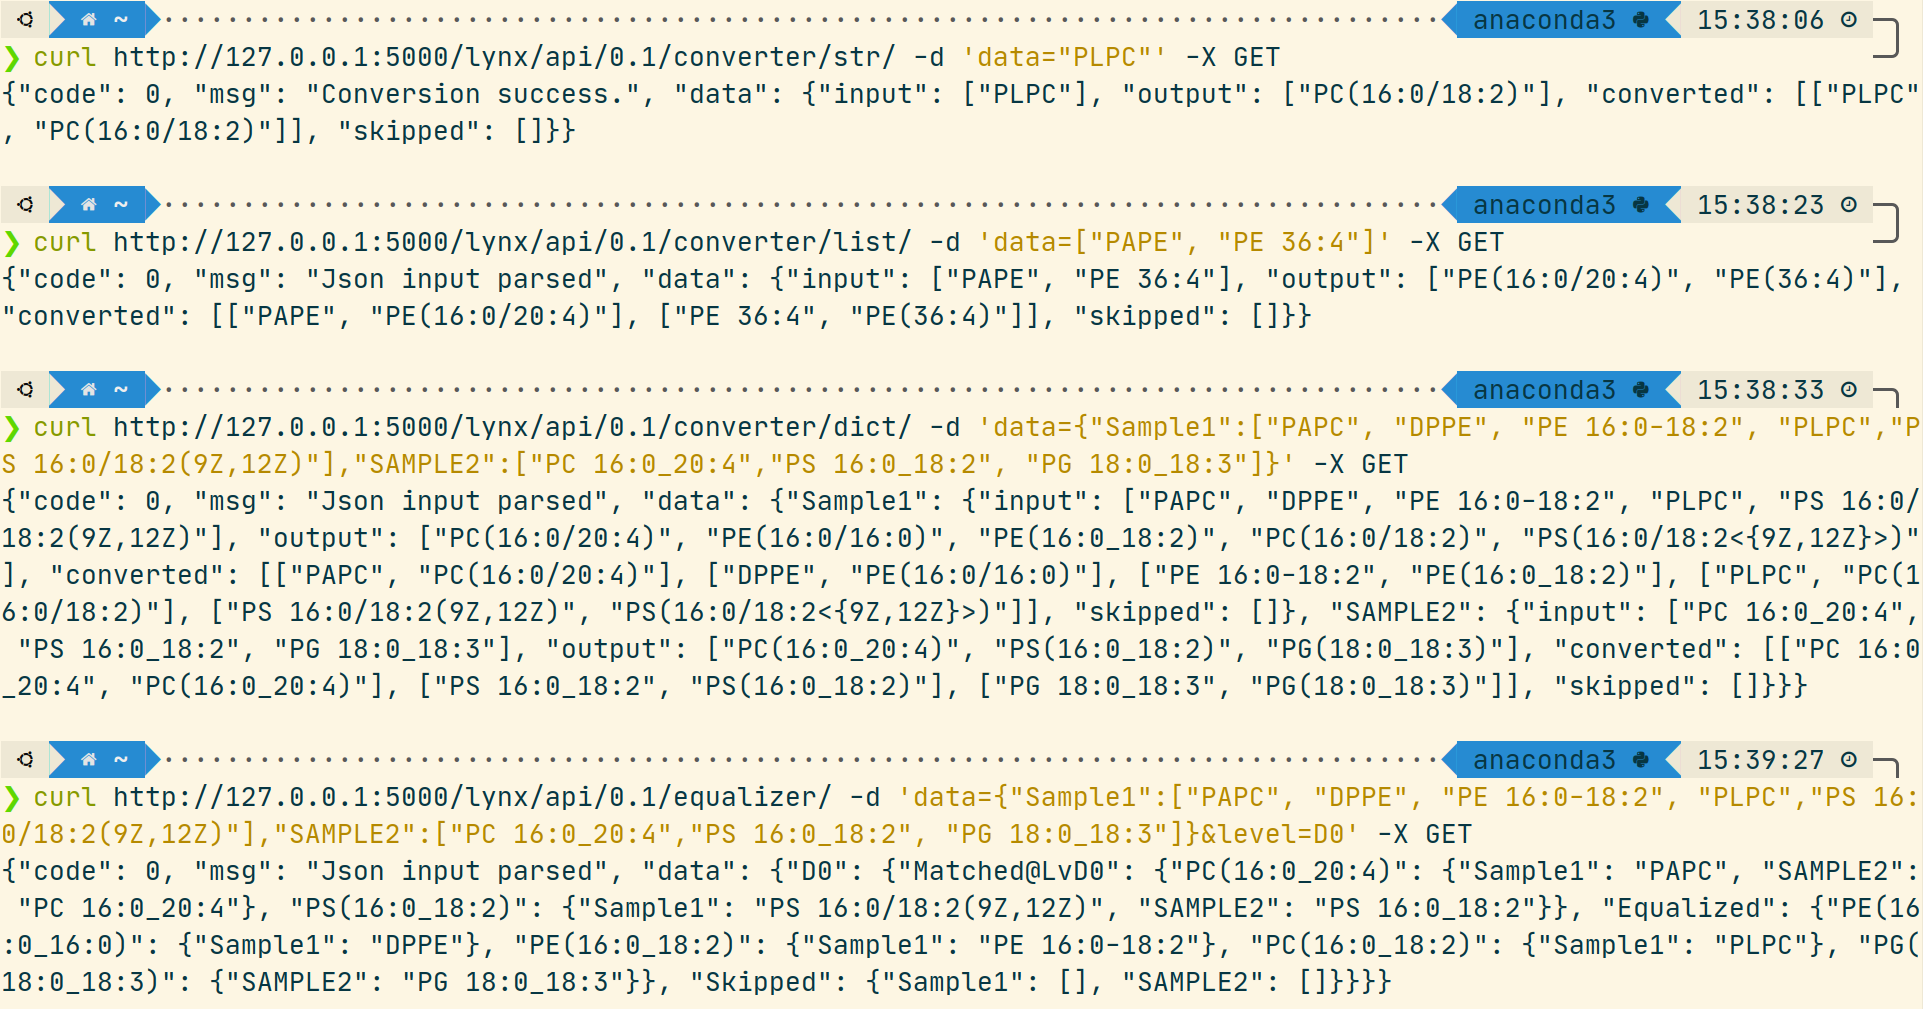 ~ anaconda3 15:38:06
❯ curl http://127.0.0.1:5000/lynx/api/0.1/converter/str/ -d 'data="PLPC"' -X GET
{"code": 0, "msg": "Conversion success.", "data": {"input": ["PLPC"], "output": ["PC(16:0/18:2)"], "converted": [["PLPC"
, "PC(16:0/18:2)"]], "skipped": []}}
~ anaconda3 15:38:23
❯ curl http://127.0.0.1:5000/lynx/api/0.1/converter/list/ -d 'data=["PAPE", "PE 36:4"]' -X GET
{"code": 0, "msg": "Json input parsed", "data": {"input": ["PAPE", "PE 36:4"], "output": ["PE(16:0/20:4)", "PE(36:4)"],
"converted": [["PAPE", "PE(16:0/20:4)"], ["PE 36:4", "PE(36:4)"]], "skipped": []}}
~ anaconda3 15:38:33
❯ curl http://127.0.0.1:5000/lynx/api/0.1/converter/dict/ -d 'data={"Sample1":["PAPC", "DPPE", "PE 16:0-18:2", "PLPC","P
S 16:0/18:2(9Z,12Z)"],"SAMPLE2":["PC 16:0_20:4","PS 16:0_18:2", "PG 18:0_18:3"]}' -X GET
{"code": 0, "msg": "Json input parsed", "data": {"Sample1": {"input": ["PAPC", "DPPE", "PE 16:0-18:2", "PLPC", "PS 16:0/
18:2(9Z,12Z)"], "output": ["PC(16:0/20:4)", "PE(16:0/16:0)", "PE(16:0_18:2)", "PC(16:0/18:2)", "PS(16:0/18:2<{9Z,12Z}>)"
], "converted": [["PAPC", "PC(16:0/20:4)"], ["DPPE", "PE(16:0/16:0)"], ["PE 16:0-18:2", "PE(16:0_18:2)"], ["PLPC", "PC(1
6:0/18:2)"], ["PS 16:0/18:2(9Z,12Z)", "PS(16:0/18:2<{9Z,12Z}>)"]], "skipped": []}, "SAMPLE2": {"input": ["PC 16:0_20:4",
 "PS 16:0_18:2", "PG 18:0_18:3"], "output": ["PC(16:0_20:4)", "PS(16:0_18:2)", "PG(18:0_18:3)"], "converted": [["PC 16:0
_20:4", "PC(16:0_20:4)"], ["PS 16:0_18:2", "PS(16:0_18:2)"], ["PG 18:0_18:3", "PG(18:0_18:3)"]], "skipped": []}}}
~ anaconda3 15:39:27
❯ curl http://127.0.0.1:5000/lynx/api/0.1/equalizer/ -d 'data={"Sample1":["PAPC", "DPPE", "PE 16:0-18:2", "PLPC","PS 16:
0/18:2(9Z,12Z)"],"SAMPLE2":["PC 16:0_20:4","PS 16:0_18:2", "PG 18:0_18:3"]}&level=D0' -X GET
{"code": 0, "msg": "Json input parsed", "data": {"D0": {"Matched@LvD0": {"PC(16:0_20:4)": {"Sample1": "PAPC", "SAMPLE2":
 "PC 16:0_20:4"}, "PS(16:0_18:2)": {"Sample1": "PS 16:0/18:2(9Z,12Z)", "SAMPLE2": "PS 16:0_18:2"}}, "Equalized": {"PE(16
:0_16:0)": {"Sample1": "DPPE"}, "PE(16:0_18:2)": {"Sample1": "PE 16:0-18:2"}, "PC(16:0_18:2)": {"Sample1": "PLPC"}, "PG(
18:0_18:3)": {"SAMPLE2": "PG 18:0_18:3"}}, "Skipped": {"Sample1": [], "SAMPLE2": []}}}}